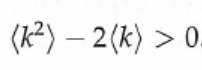 ⟨k²⟩ − 2⟨k⟩ > 0.